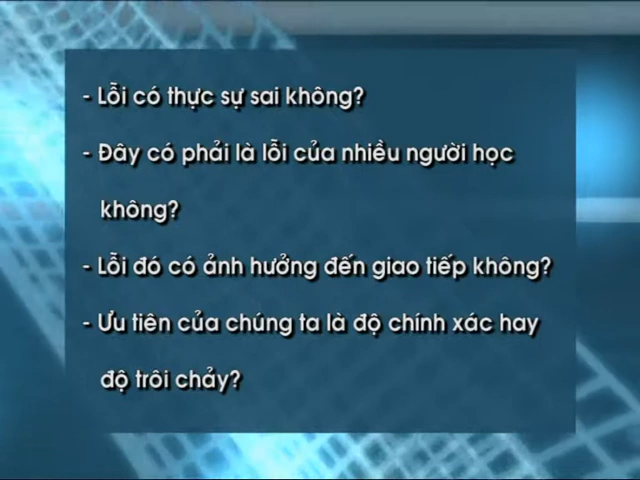 - Lỗi có thực sự sai không?
- Đây có phải là lỗi của nhiều người học
không?
- Lỗi đó có ảnh hưởng đến giao tiếp không?
- Ưu tiên của chúng ta là độ chính xác hay
độ trôi chảy?